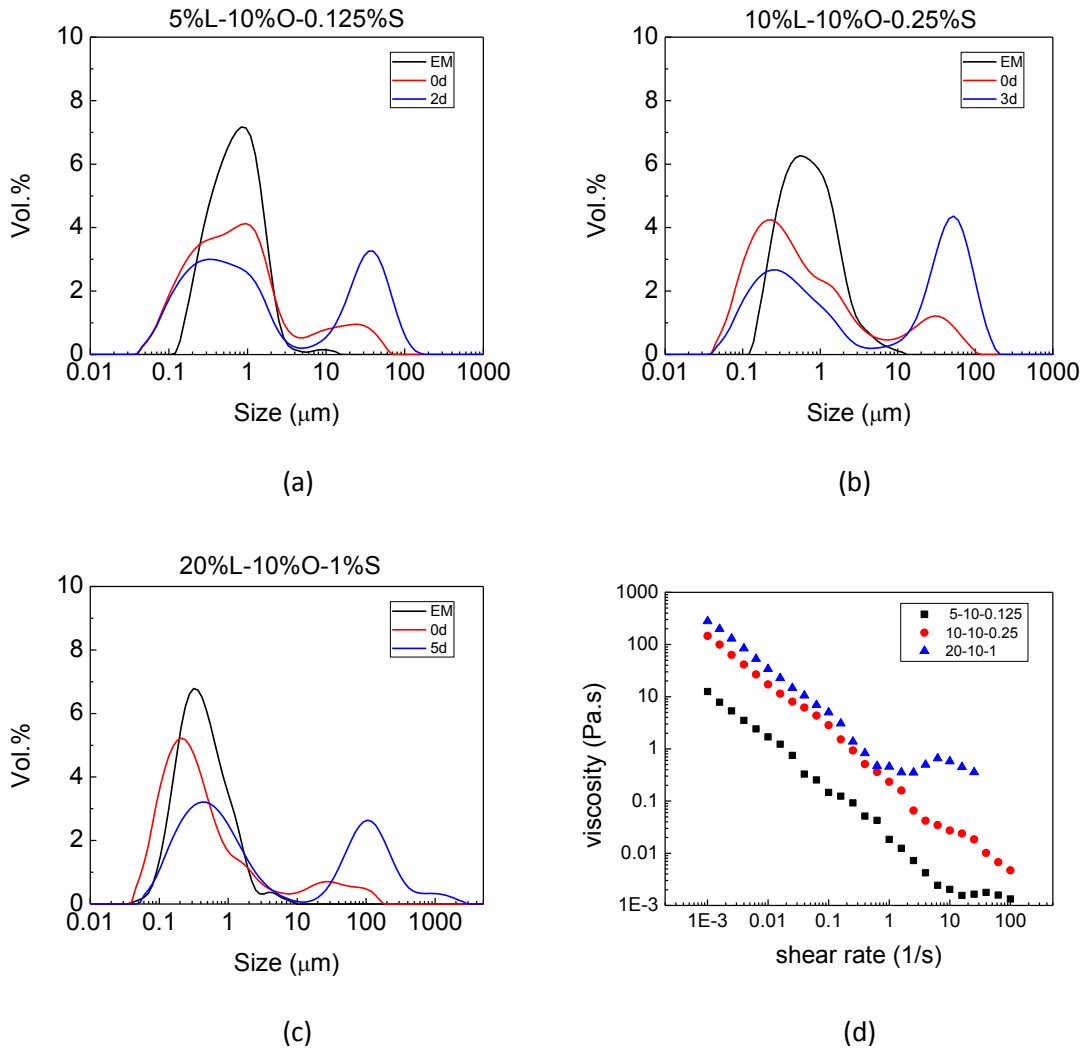 5%L-10%O-0.125%S
10
8
6
4
2
0
Vol.%
EM
0d
2d
0.01 0.1 1 10 100 1000
Size (μm)
(a)
10%L-10%O-0.25%S
10
8
6
4
2
0
Vol.%
EM
0d
3d
0.01 0.1 1 10 100 1000
Size (μm)
(b)
20%L-10%O-1%S
10
8
6
4
2
0
Vol.%
EM
0d
5d
0.01 0.1 1 10 100 1000
Size (μm)
(c)
1000
100
10
1
0.1
0.01
1E-3
viscosity (Pa.s)
5-10-0.125
10-10-0.25
20-10-1
1E-3 0.01 0.1 1 10 100
shear rate (1/s)
(d)